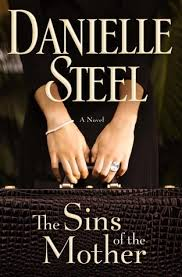 DANIELLE
STEEL
A Novel
The Sins
of the
Mother